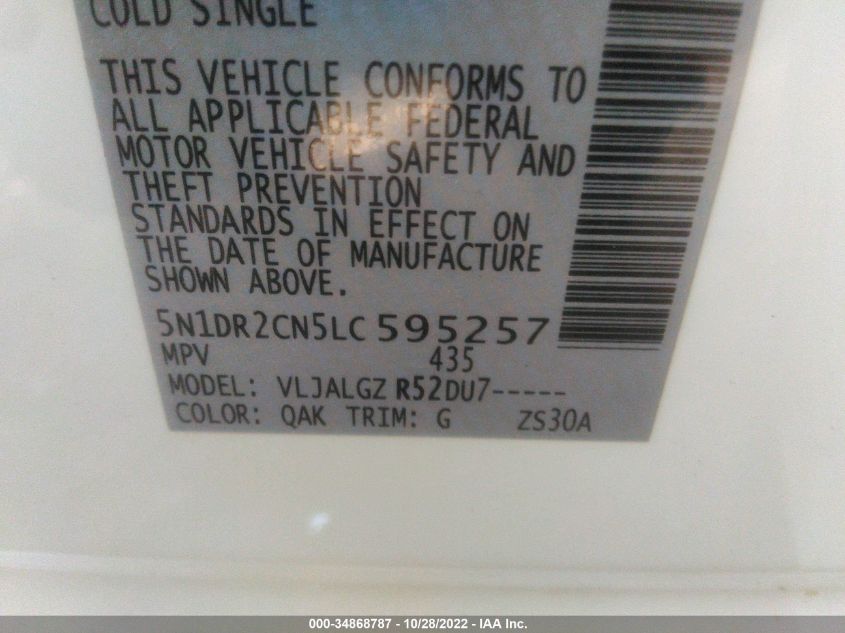 COLD SINGLE
THIS VEHICLE CONFORMS TO
ALL APPLICABLE FEDERAL
MOTOR VEHICLE SAFETY AND
THEFT PREVENTION
STANDARDS IN EFFECT ON
THE DATE OF MANUFACTURE
SHOWN ABOVE.
5N1DR2CN5LC 595257
MPV 435
MODEL: VLJALGZ R52DU7-----
COLOR: QAK TRIM: G ZS30A
000-34868787 - 10/28/2022 - IAA Inc.